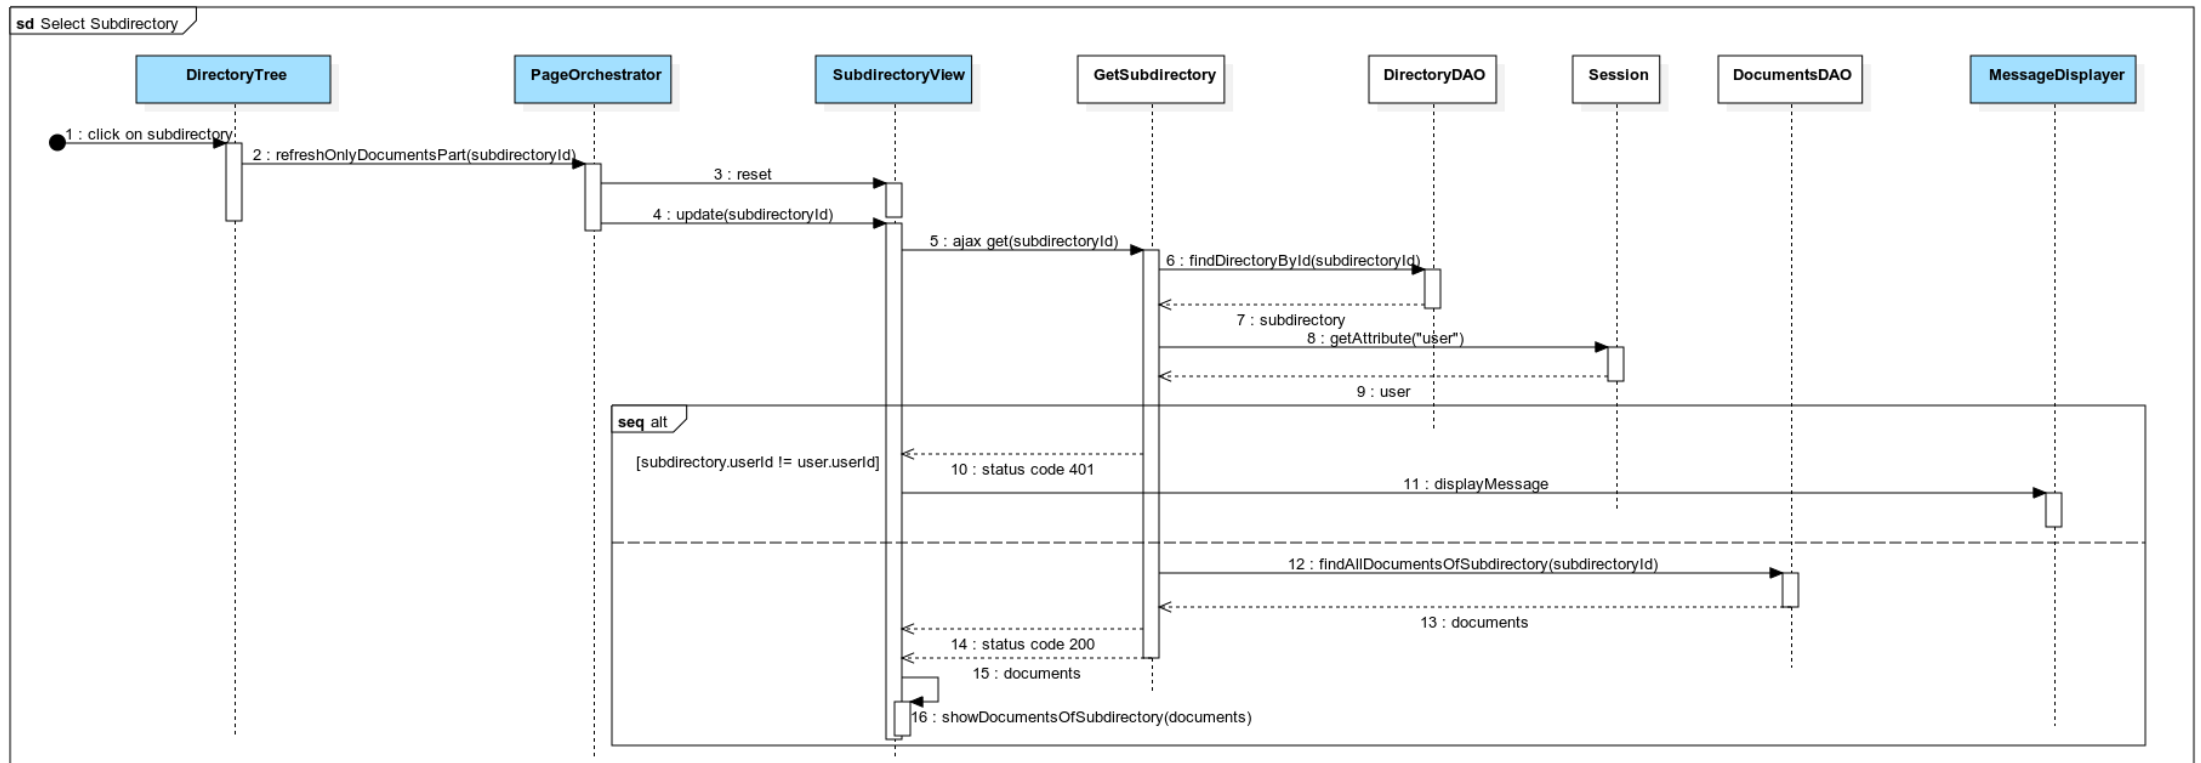 sd Select Subdirectory
DirectoryTree
PageOrchestrator
SubdirectoryView
GetSubdirectory
DirectoryDAO
Session
DocumentsDAO
MessageDisplayer
1 : click on subdirectory
2 : refreshOnlyDocumentsPart(subdirectoryId)
3 : reset
4 : update(subdirectoryId)
5 : ajax get(subdirectoryId)
6 : findDirectoryById(subdirectoryId)
7 : subdirectory
8 : getAttribute("user")
9 : user
seq alt
[subdirectory.userId != user.userId]
10 : status code 401
11 : displayMessage
12 : findAllDocumentsOfSubdirectory(subdirectoryId)
13 : documents
14 : status code 200
15 : documents
16 : showDocumentsOfSubdirectory(documents)